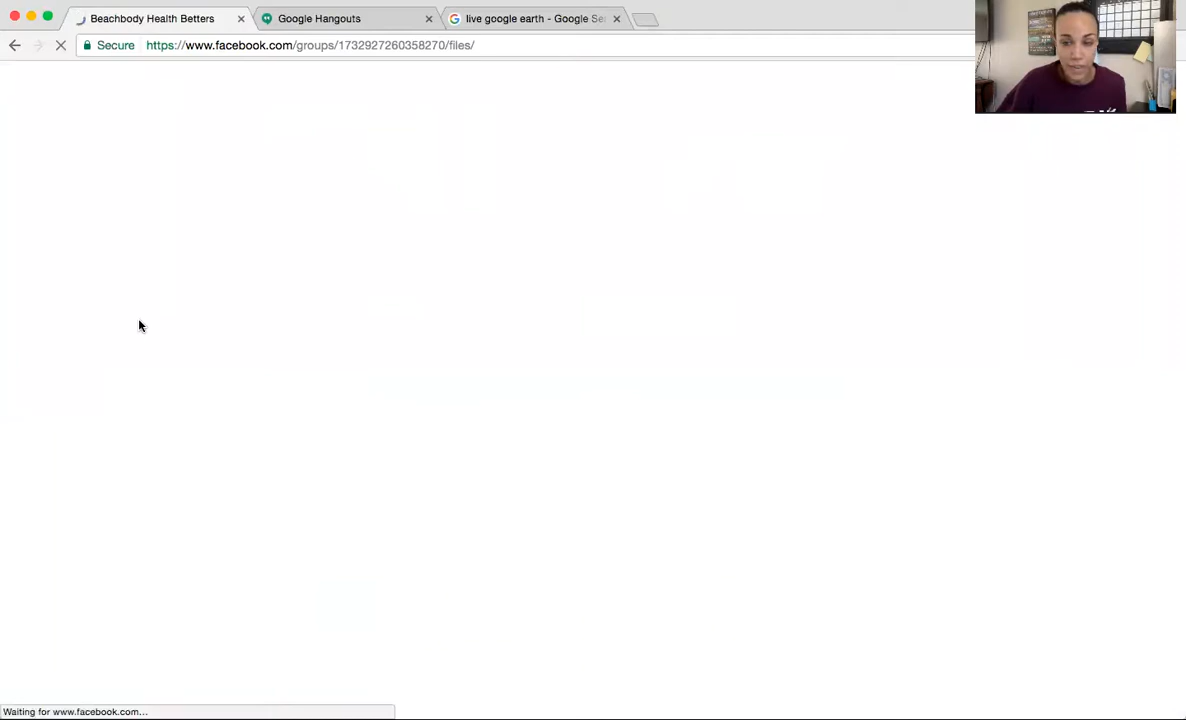 Beachbody Health Betters
Google Hangouts
live google earth - Google Se
Secure
https://www.facebook.com/groups/1732927260358270/files/
Waiting for www.facebook.com...